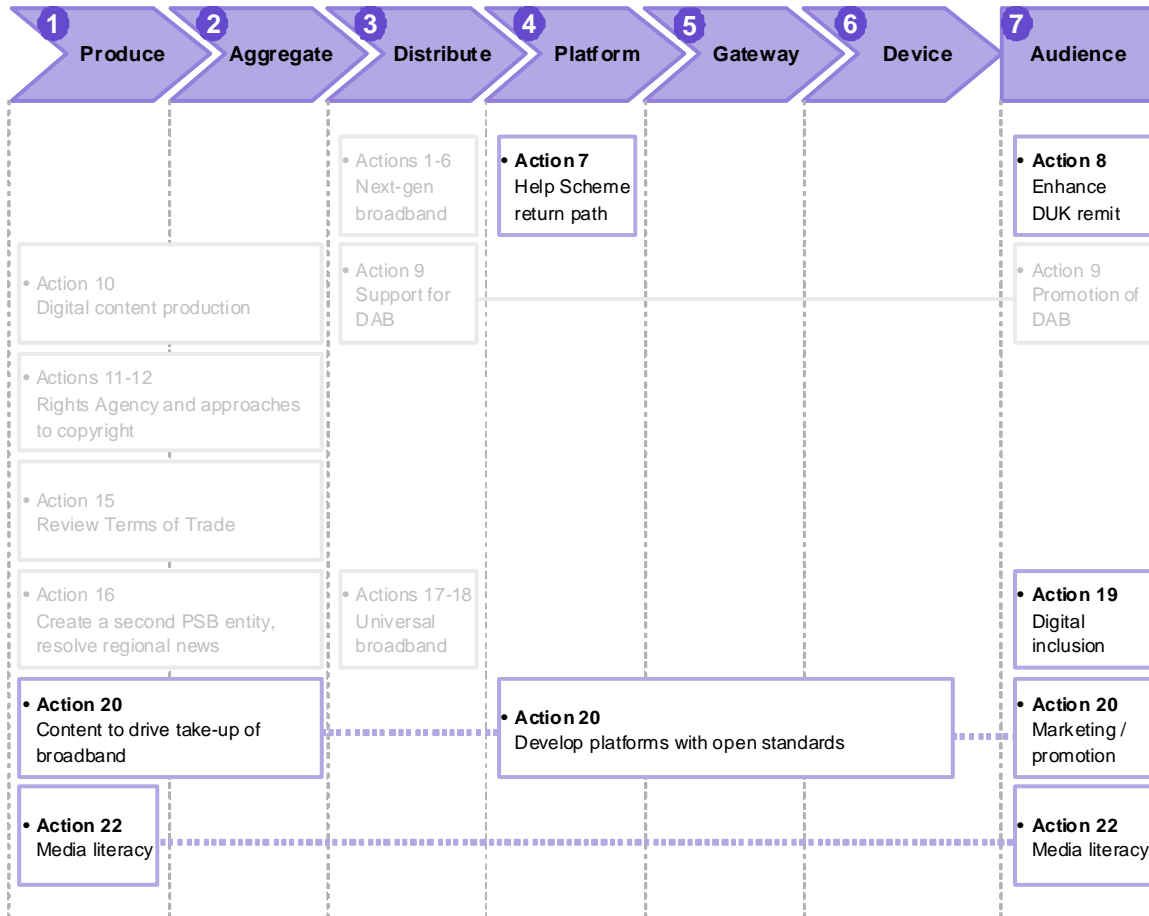 1 2 3 4 5 6 7
Produce Aggregate Distribute Platform Gateway Device Audience
• Actions 1-6
Next-gen
broadband
• Action 7
Help Scheme
return path
• Action 8
Enhance
DUK remit
• Action 10
Digital content production
• Action 9
Support for
DAB
• Action 9
Promotion of
DAB
• Actions 11-12
Rights Agency and approaches
to copyright
• Action 15
Review Terms of Trade
• Action 16
Create a second PSB entity,
resolve regional news
• Actions 17-18
Universal
broadband
• Action 19
Digital
inclusion
• Action 20
Content to drive take-up of
broadband
• Action 20
Develop platforms with open standards
• Action 20
Marketing /
promotion
• Action 22
Media literacy
• Action 22
Media literacy